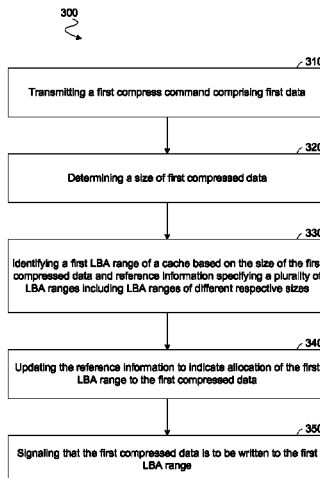 300
310
Transmitting a first compress command comprising first data
320
Determining a size of first compressed data
330
Identifying a first LBA range of a cache based on the size of the first
compressed data and reference information specifying a plurality of
LBA ranges including LBA ranges of different respective sizes
340
Updating the reference information to indicate allocation of the first
LBA range to the first compressed data
350
Signaling that the first compressed data is to be written to the first
LBA range